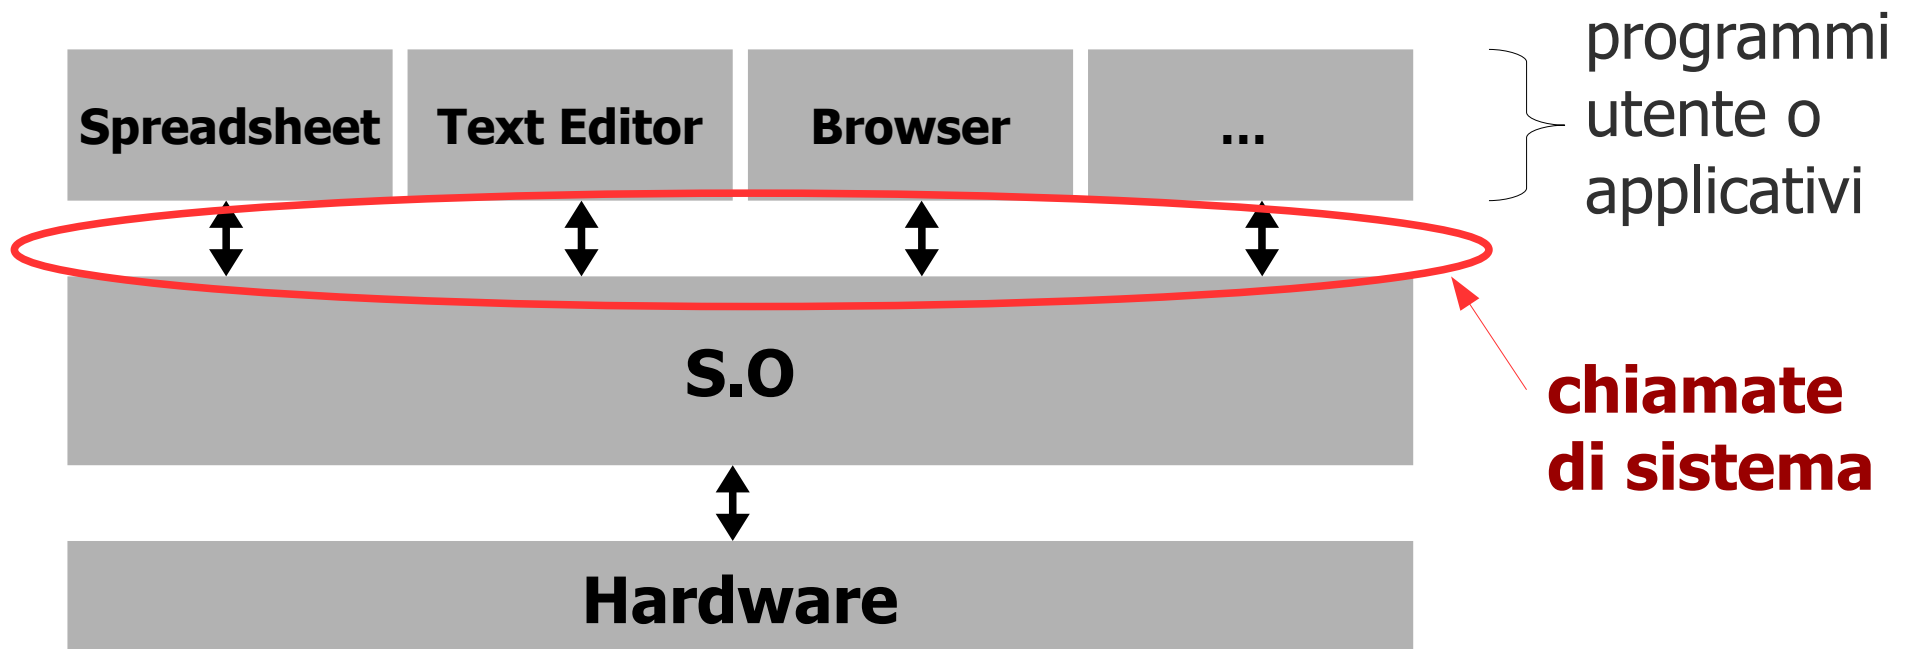 programmi
utente o
applicativi
Spreadsheet
Text Editor
Browser
...
S.O
chiamate
di sistema
Hardware